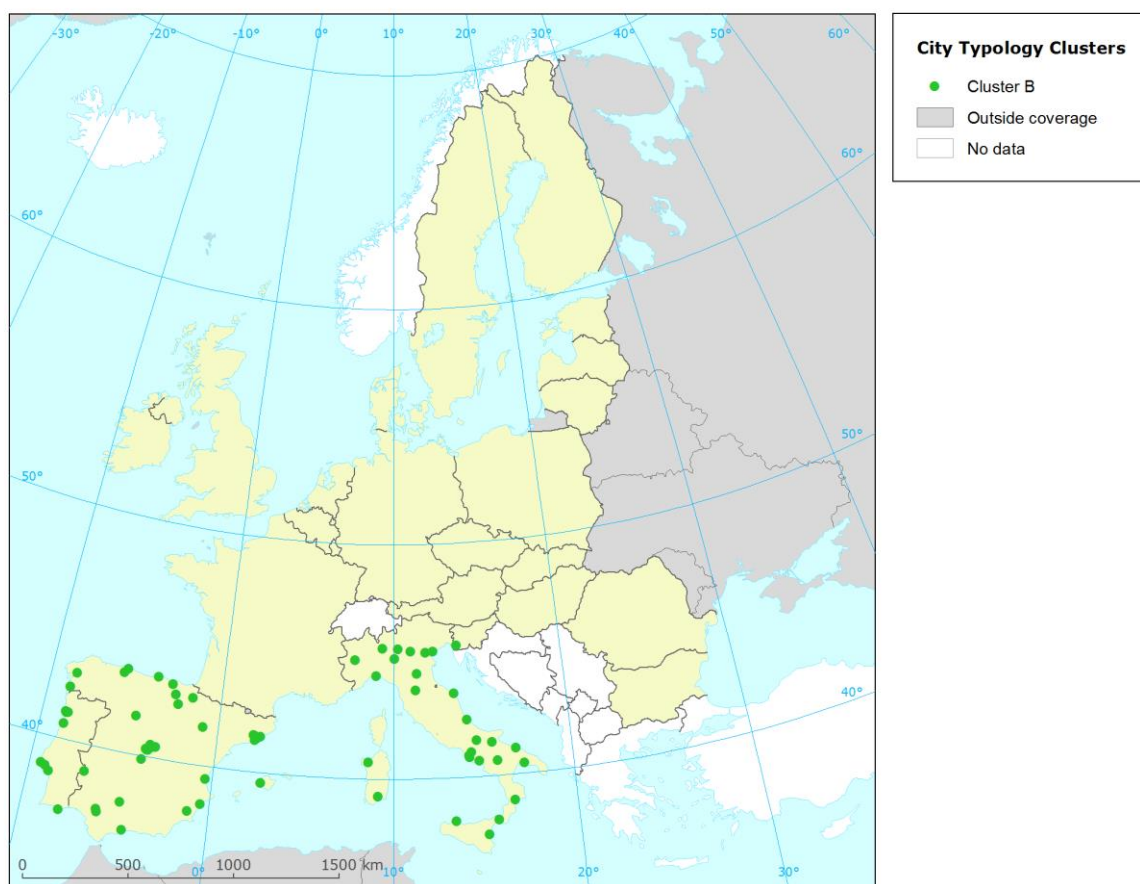 -30° -20° -10° 0° 10° 20° 30° 40° 50° 60°
60°
60°
50°
50°
40°
40°
0 500 1000 1500 km
0° 10° 20° 30°
City Typology Clusters
Cluster B
Outside coverage
No data